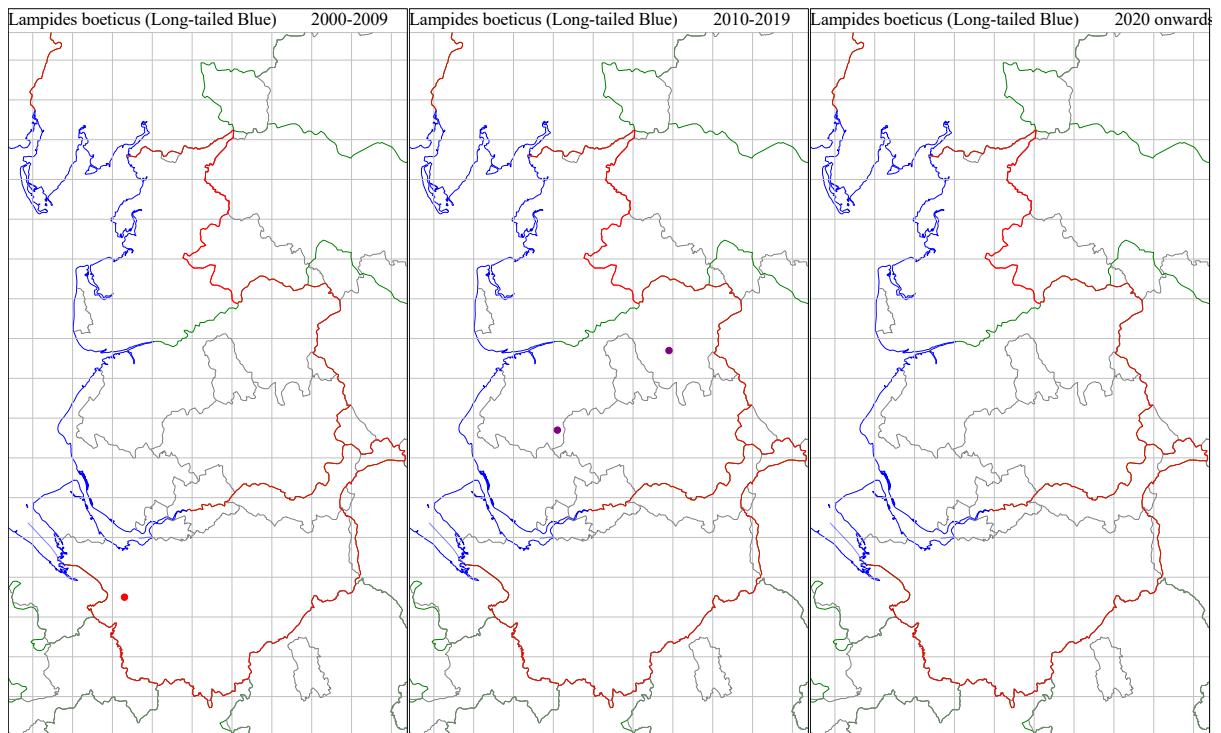 Lampides boeticus (Long-tailed Blue) 2000-2009
Lampides boeticus (Long-tailed Blue) 2010-2019
Lampides boeticus (Long-tailed Blue) 2020 onwards